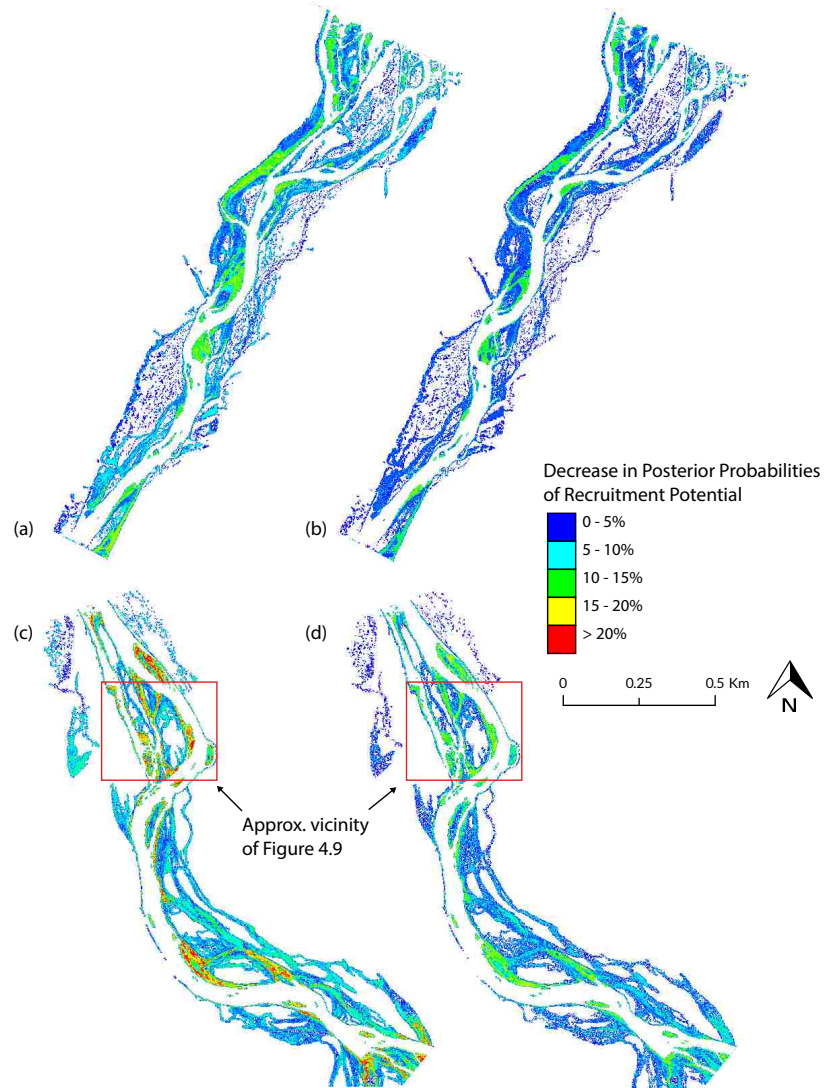 (a)
(b)
Decrease in Posterior Probabilities
of Recruitment Potential
0 - 5%
5 - 10%
10 - 15%
15 - 20%
> 20%
(c)
(d)
0
0.25
0.5 Km
N
Approx. vicinity
of Figure 4.9